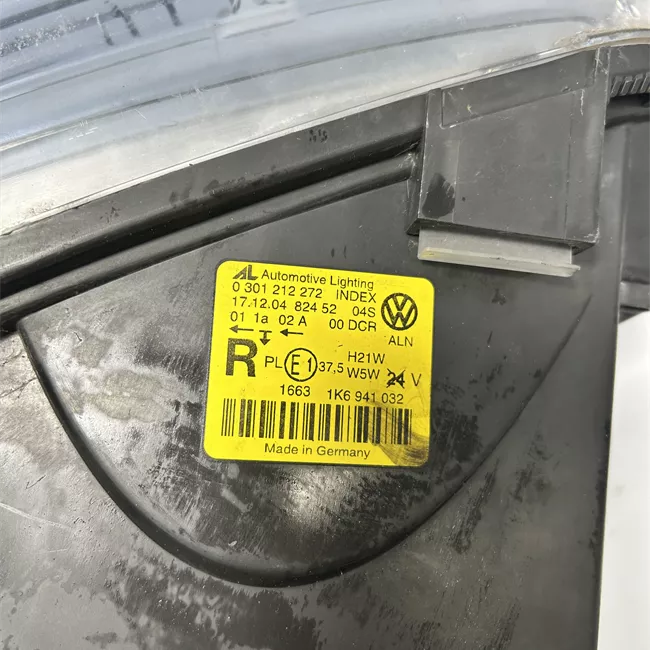 AL Automotive Lighting
0 301 212 272 INDEX
17.12.04 824 52 04S
01 1a 02 A 00 DCR
ALN
R PL E1 37,5 H21W
W5W 24 V
1663 1K6 941 032
Made in Germany